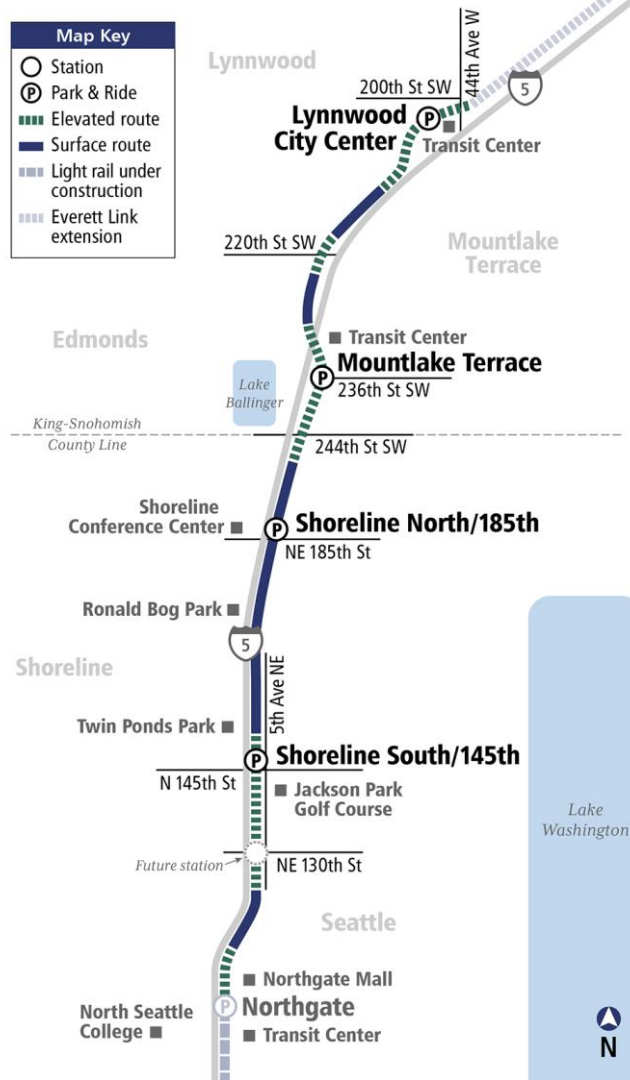 Map Key
Station
P Park & Ride
Elevated route
Surface route
Light rail under
construction
Everett Link
extension
Lynnwood
200th St SW
44th Ave W
5
Lynnwood
City Center
P
Transit Center
220th St SW
Mountlake
Terrace
Edmonds
Transit Center
Mountlake Terrace
P
236th St SW
Lake
Ballinger
King-Snohomish
County Line
244th St SW
Shoreline
Conference Center
P
Shoreline North/185th
NE 185th St
Ronald Bog Park
5
Shoreline
5th Ave NE
Twin Ponds Park
P
Shoreline South/145th
N 145th St
Jackson Park
Golf Course
Lake
Washington
Future station
NE 130th St
Seattle
Northgate Mall
P
Northgate
North Seattle
College
Transit Center
N